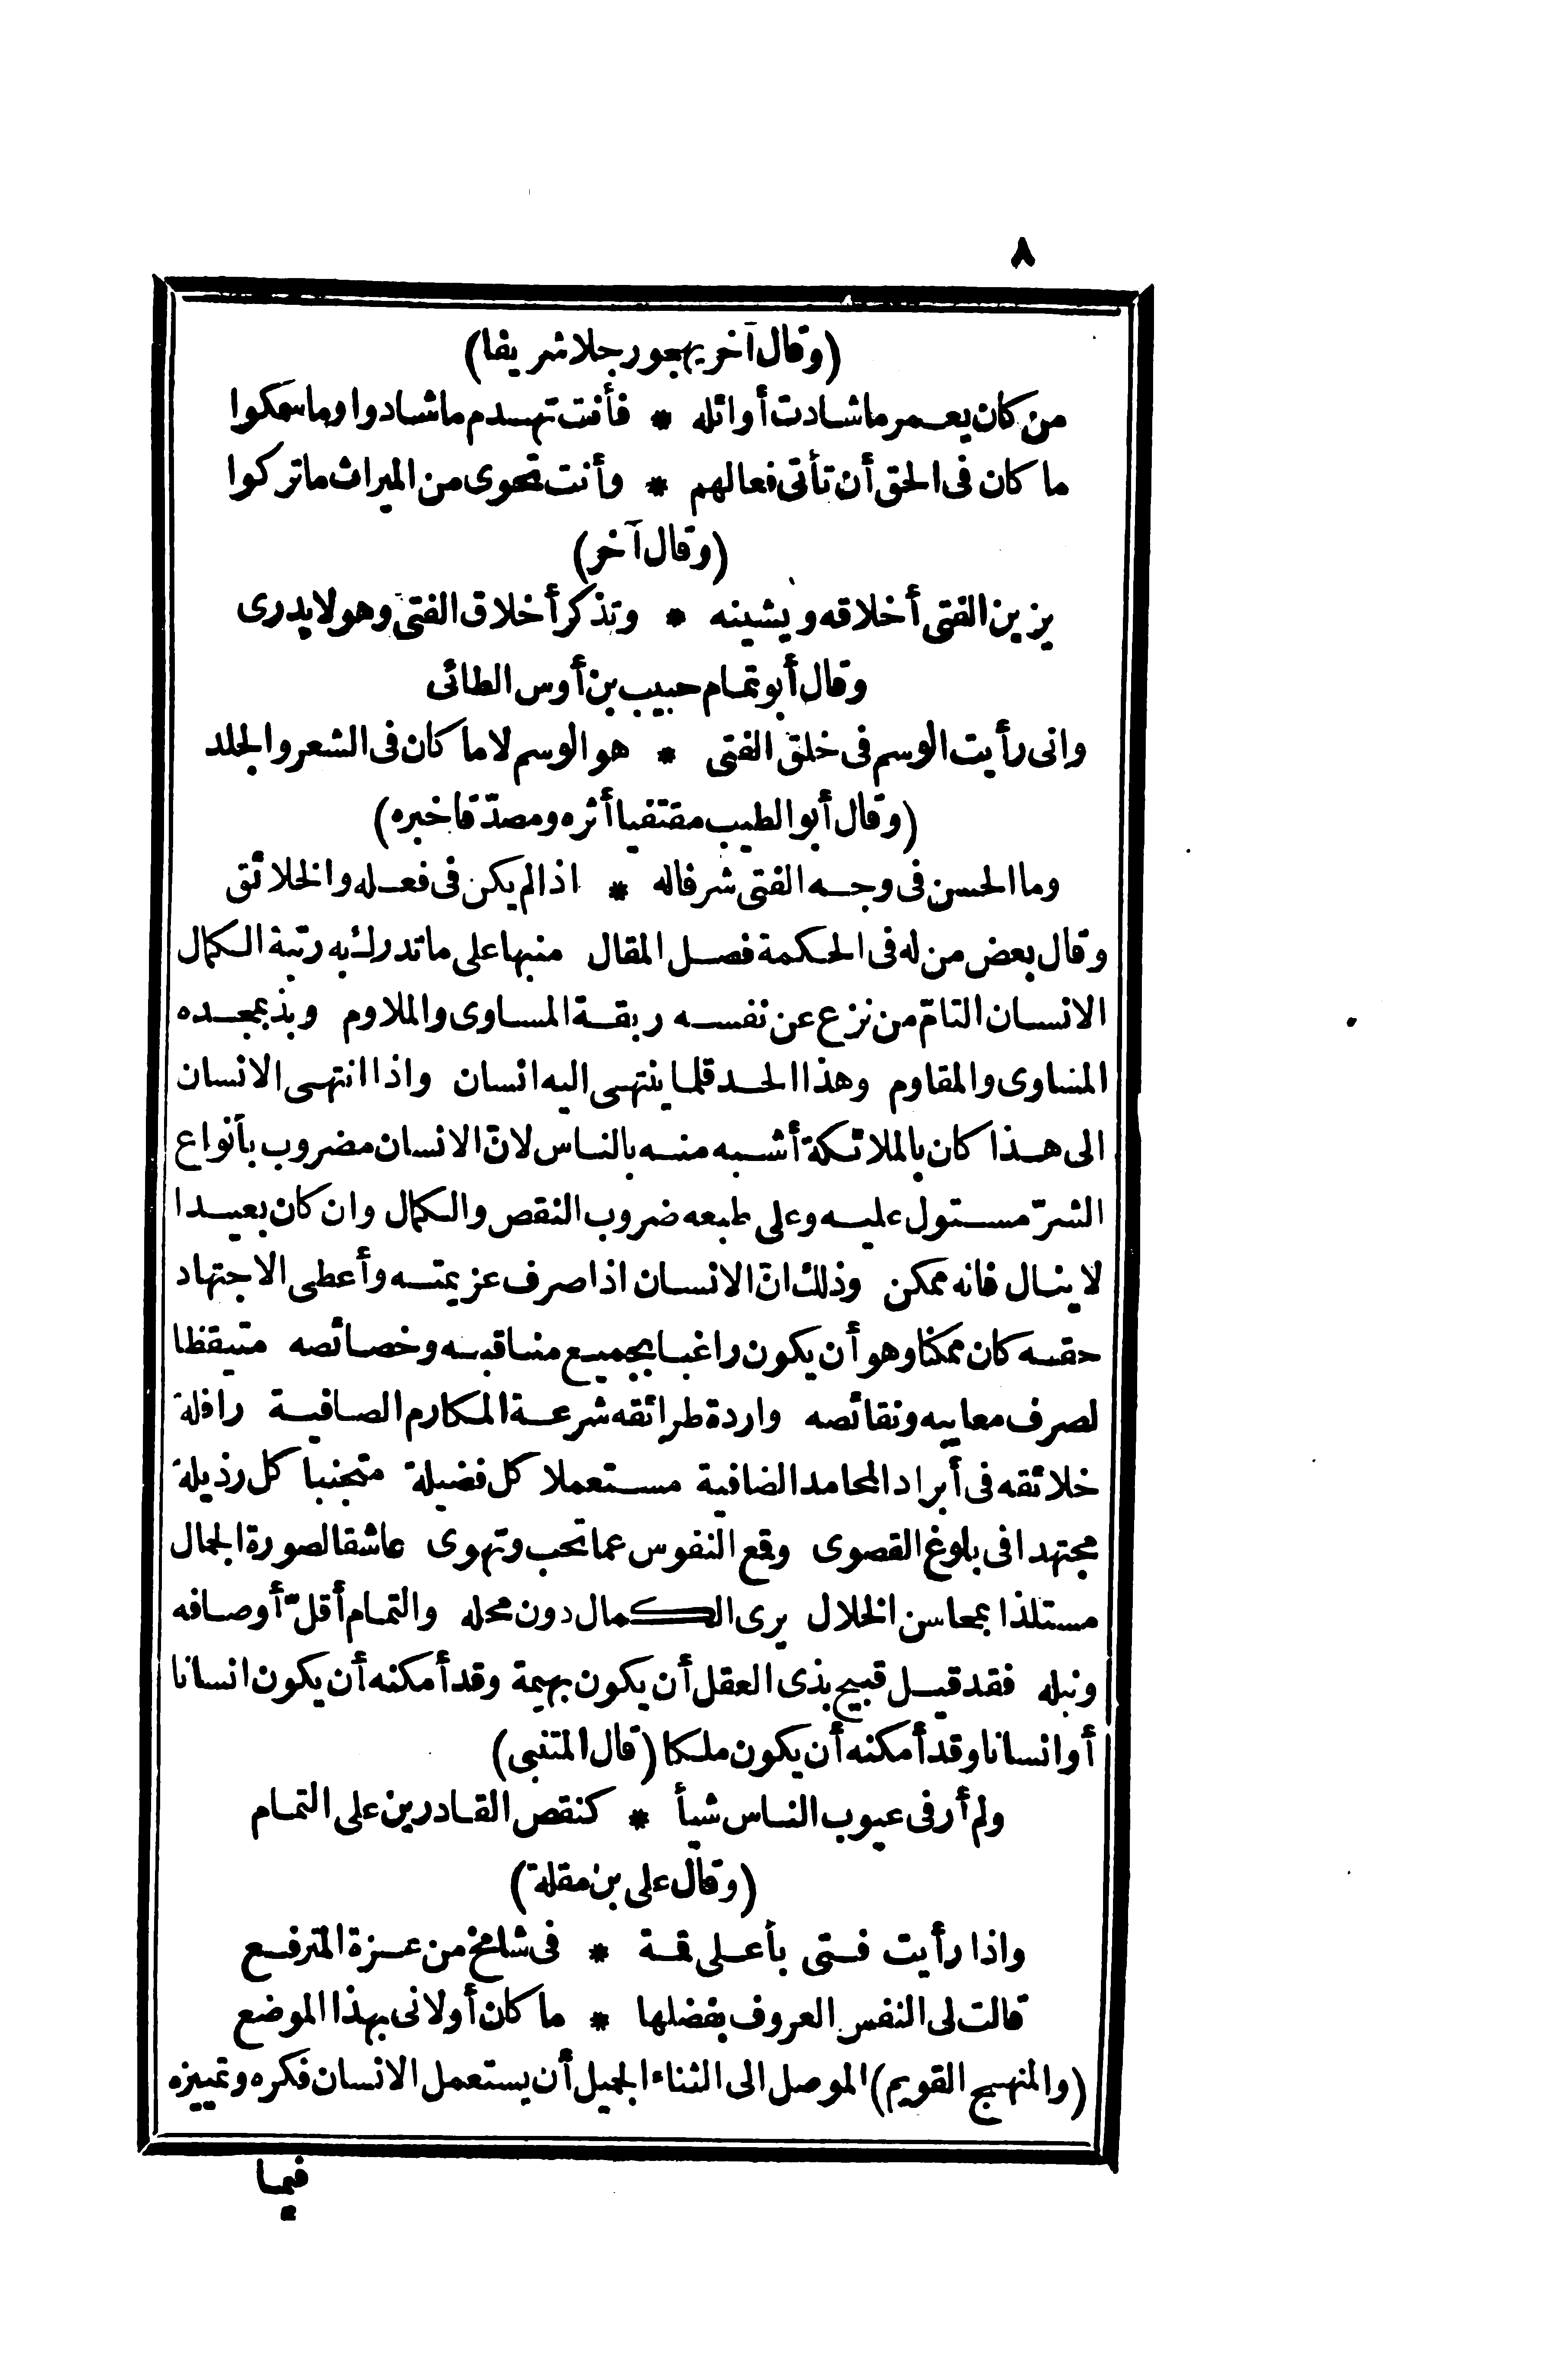 ٨
(وقال آخر يهجو رجلا شريفا)
من كان يعمر ما شادت أوائله * فأنت تهدم ما شادوا وما سمكوا
ما كان فى الحق أن تأتى فعالهم * وأنت تحوى من الميراث ما تركوا
(وقال آخر)
يزين الفتى أخلاقه ويشينه * وتذكر أخلاق الفتى وهو لا يدرى
وقال أبو تمام حبيب بن أوس الطائى
وانى رأيت الوسم فى خلق الفتى * هو الوسم لا ما كان فى الشعر والجلد
(وقال أبو الطيب مقتفيا أثره ومصدّقا خبره)
وما الحسن فى وجه الفتى شرفا له * اذا لم يكن فى فعله والخلائق
وقال بعض من له فى الحكمة فصل المقال منبها على ما تدرك به رتبة الكمال
الانسان التامّ من نزع عن نفسه ربقة المساوى والملاوم وبذ بمجده
المساوى والمقاوم وهذا الحد قلما ينتهى اليه انسان واذا انتهى الانسان
الى هذا كان بالملائكة أشبه منه بالناس لانّ الانسان مضروب بأنواع
الشرّ مستول عليه وعلى طبعه ضروب النقص والكمال وان كان بعيدا
لا ينال فانه ممكن وذلك انّ الانسان اذا صرف عزيمته وأعطى الاجتهاد
حقه كان ممكنا وهو أن يكون راغبا بجميع مناقبه وخصائصه متيقظا
لصرف معايبه ونقائصه واردة طرائقه شرعة المكارم الصافية رافلة
خلائقه فى أبراد المحامد الضافية مستعملا كل فضيلة متجنبا كل رذيلة
مجتهدا فى بلوغ القصوى وقع النفوس عما تحب وتهوى عاشقا لصورة الجمال
مستلذا بمحاسن الخلال يرى الكمال دون محله والتمام أقلّ أوصافه
ونبله فقد قيل قبيح بذى العقل أن يكون بهيمة وقد أمكنه أن يكون انسانا
أو انسانا وقد أمكنه أن يكون ملكا (قال المتنبى)
ولم أر فى عيوب الناس شيأ * كنقص القادرين على التمام
(وقال على بن مقلة)
واذا رأيت فتى بأعلى قمة * فى شامخ من عزة المترفع
قالت لى النفس العروف بفضلها * ما كان أولانى بهذا الموضع
(والمنهج القويم) الموصل الى الثناء الجميل أن يستعمل الانسان فكره وتمييزه
فيما